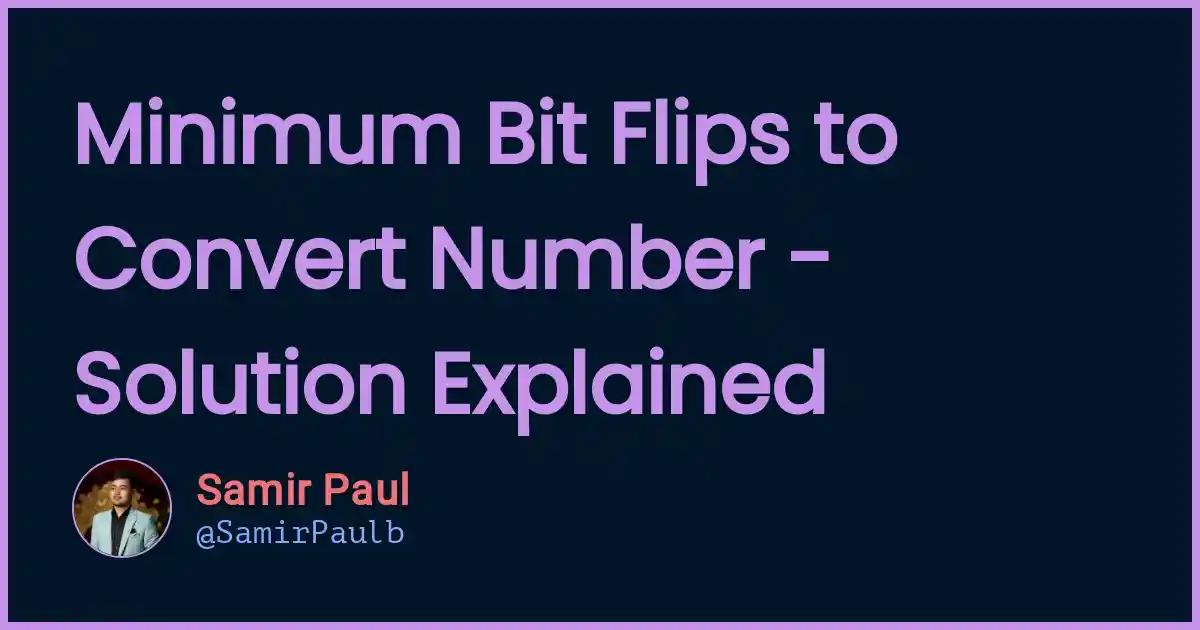 Minimum Bit Flips to
Convert Number -
Solution Explained
Samir Paul
@SamirPaulb